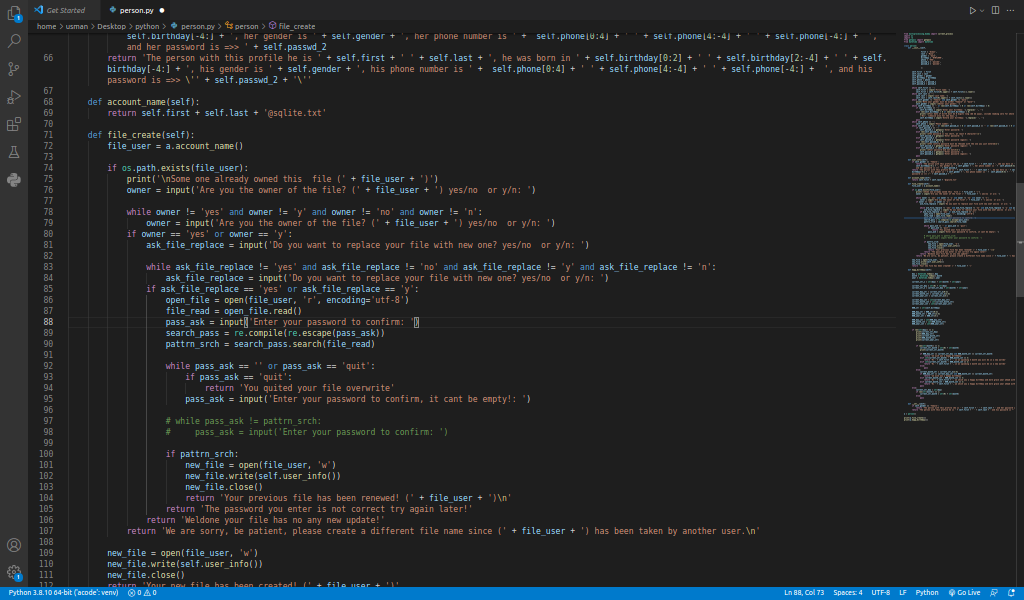 Get Started
person.py
home > usman > Desktop > python > person.py > person > file_create
self.birthday[-4:] + ', her gender is ' + self.gender + ', her phone number is ' + self.phone[0:4] + ' ' + self.phone[4:-4] + ' ' + self.phone[-4:] + ',
and her password is =>> ' + self.passwd_2
66 return 'The person with this profile he is ' + self.first + ' ' + self.last + ', he was born in ' + self.birthday[0:2] + ' ' + self.birthday[2:-4] + ' ' + self.
birthday[-4:] + ', his gender is ' + self.gender + ', his phone number is ' + self.phone[0:4] + ' ' + self.phone[4:-4] + ' ' + self.phone[-4:] + ', and his
password is =>> \'' + self.passwd_2 + '\''
67
68 def account_name(self):
69 return self.first + self.last + '@sqlite.txt'
70
71 def file_create(self):
72 file_user = a.account_name()
73
74 if os.path.exists(file_user):
75 print('\nSome one already owned this  file (' + file_user + ')')
76 owner = input('Are you the owner of the file? (' + file_user + ') yes/no  or y/n: ')
77
78 while owner != 'yes' and owner != 'y' and owner != 'no' and owner != 'n':
79 owner = input('Are you the owner of the file? (' + file_user + ') yes/no  or y/n: ')
80 if owner == 'yes' or owner == 'y':
81 ask_file_replace = input('Do you want to replace your file with new one? yes/no  or y/n: ')
82
83 while ask_file_replace != 'yes' and ask_file_replace != 'no' and ask_file_replace != 'y' and ask_file_replace != 'n':
84 ask_file_replace = input('Do you want to replace your file with new one? yes/no  or y/n: ')
85 if ask_file_replace == 'yes' or ask_file_replace == 'y':
86 open_file = open(file_user, 'r', encoding='utf-8')
87 file_read = open_file.read()
88 pass_ask = input('Enter your password to confirm: ')
89 search_pass = re.compile(re.escape(pass_ask))
90 pattrn_srch = search_pass.search(file_read)
91
92 while pass_ask == '' or pass_ask == 'quit':
93 if pass_ask == 'quit':
94 return 'You quited your file overwrite'
95 pass_ask = input('Enter your password to confirm, it cant be empty!: ')
96
97 # while pass_ask != pattrn_srch:
98 #     pass_ask = input('Enter your password to confirm: ')
99
100 if pattrn_srch:
101 new_file = open(file_user, 'w')
102 new_file.write(self.user_info())
103 new_file.close()
104 return 'Your previous file has been renewed! (' + file_user + ')\n'
105 return 'The password you enter is not correct try again later!'
106 return 'Weldone your file has no any new update!'
107 return 'We are sorry, be patient, please create a different file name since (' + file_user + ') has been taken by another user.\n'
108
109 new_file = open(file_user, 'w')
110 new_file.write(self.user_info())
111 new_file.close()
112 return 'Your new file has been created! (' + file_user + ')'
Python 3.8.10 64-bit ('acode': venv) 0 0 Ln 88, Col 73 Spaces: 4 UTF-8 LF Python Go Live